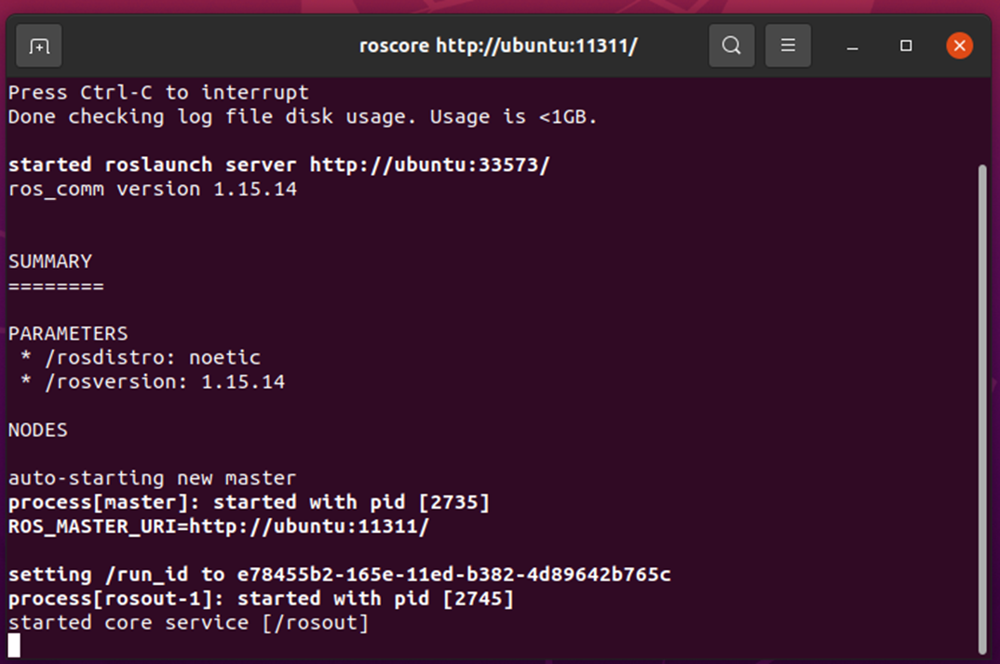 roscore http://ubuntu:11311/
Press Ctrl-C to interrupt
Done checking log file disk usage. Usage is <1GB.
started roslaunch server http://ubuntu:33573/
ros_comm version 1.15.14
SUMMARY
========
PARAMETERS
* /rosdistro: noetic
* /rosversion: 1.15.14
NODES
auto-starting new master
process[master]: started with pid [2735]
ROS_MASTER_URI=http://ubuntu:11311/
setting /run_id to e78455b2-165e-11ed-b382-4d89642b765c
process[rosout-1]: started with pid [2745]
started core service [/rosout]